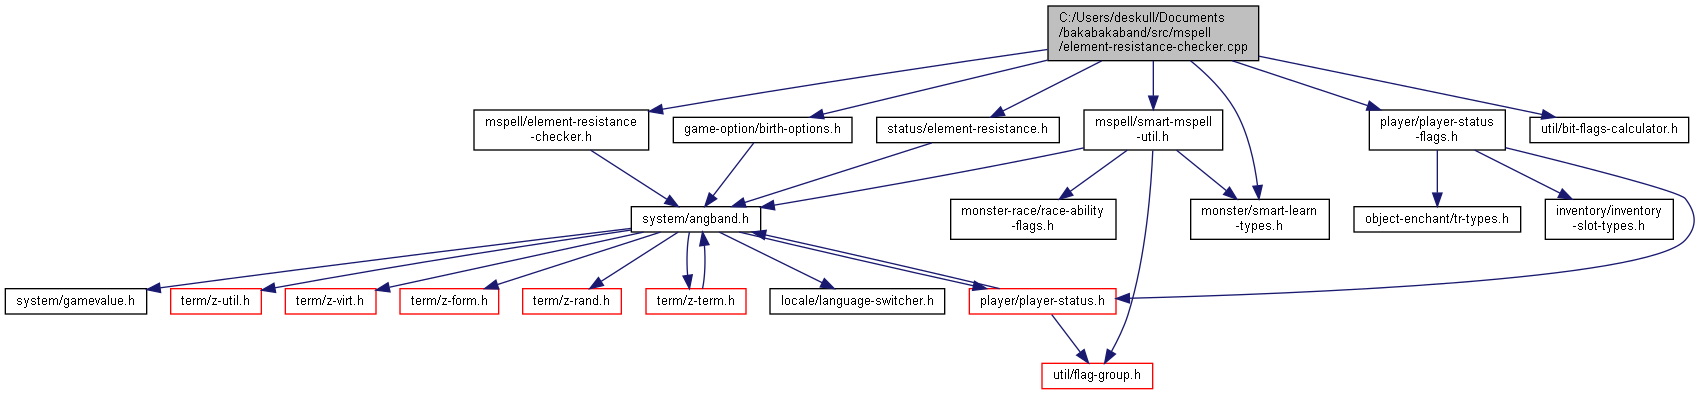 C:/Users/deskull/Documents
/bakabakaband/src/mspell
/element-resistance-checker.cpp
mspell/element-resistance
-checker.h
game-option/birth-options.h
status/element-resistance.h
mspell/smart-mspell
-util.h
player/player-status
-flags.h
util/bit-flags-calculator.h
system/angband.h
monster-race/race-ability
-flags.h
monster/smart-learn
-types.h
object-enchant/tr-types.h
inventory/inventory
-slot-types.h
system/gamevalue.h
term/z-util.h
term/z-virt.h
term/z-form.h
term/z-rand.h
term/z-term.h
locale/language-switcher.h
player/player-status.h
util/flag-group.h